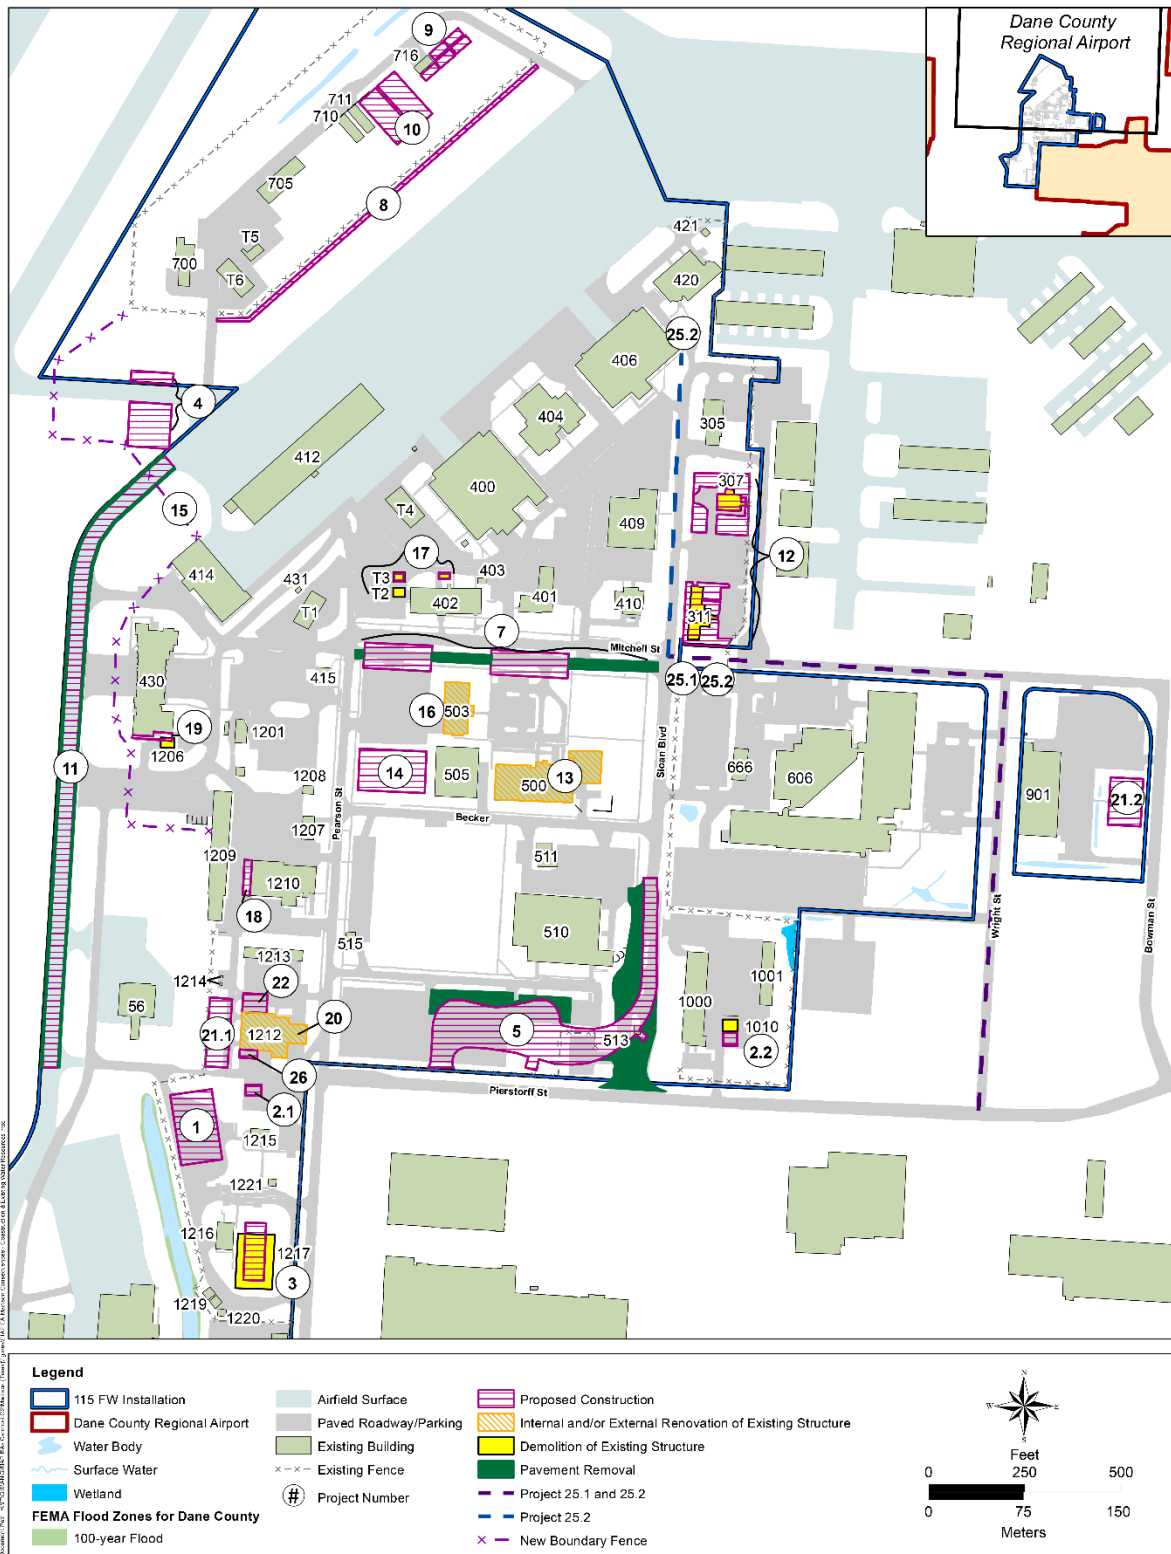 Dane County
Regional Airport
9
716
711
710
10
705
8
T5
700
T6
421
420
25.2
406
4
404
305
412
400
307
T4
409
15
12
17
403
T3
T2
402
401
410
311
414
431
T1
7
Mitchell St
415
25.1
25.2
430
503
16
19
1201
1206
11
14
505
500
13
Sloan Blvd
666
606
901
21.2
1208
Pearson St
Becker
1207
1209
511
1210
18
510
515
1213
1214
22
56
21.1
1212
20
5
513
1000
1001
1010
2.2
Wright St
Bowman St
26
2.1
Pierstorff St
1
1215
1221
1216
1217
3
1219
1220
Legend
115 FW Installation
Dane County Regional Airport
Water Body
Surface Water
Wetland
FEMA Flood Zones for Dane County
100-year Flood
Airfield Surface
Paved Roadway/Parking
Existing Building
Existing Fence
# Project Number
Proposed Construction
Internal and/or External Renovation of Existing Structure
Demolition of Existing Structure
Pavement Removal
Project 25.1 and 25.2
Project 25.2
New Boundary Fence
N
W E
S
Feet
0 250 500
0 75 150
Meters